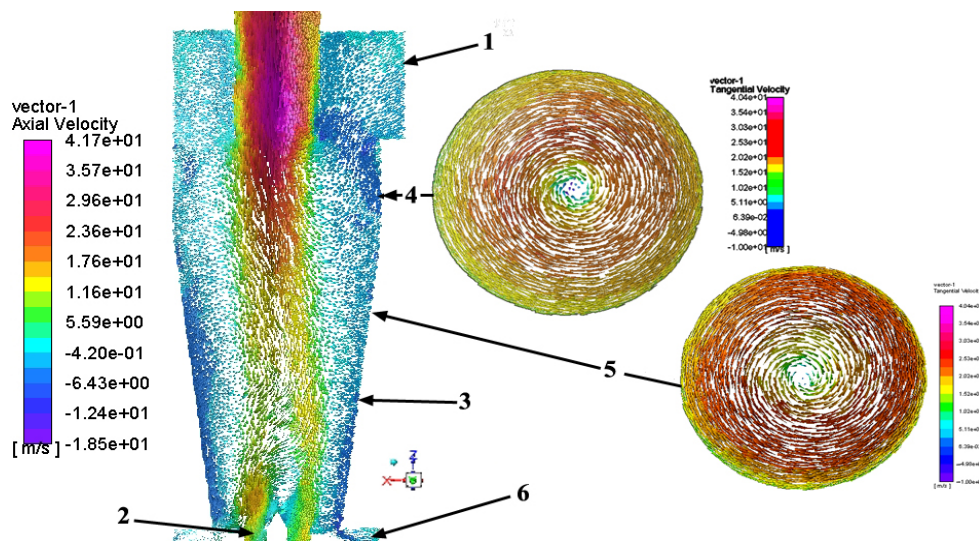 vector-1
Axial Velocity
4.17e+01
3.57e+01
2.96e+01
2.36e+01
1.76e+01
1.16e+01
5.59e+00
-4.20e-01
-6.43e+00
-1.24e+01
-1.85e+01
[ m/s ]
1
4
5
3
2
6
X
Z
vector-1
Tangential Velocity
4.04e+01
3.54e+01
3.03e+01
2.53e+01
2.02e+01
1.52e+01
1.02e+01
5.11e+00
6.39e-02
-4.98e+00
-1.00e+01
[ m/s ]
vector-1
Tangential Velocit
[ m/s ]